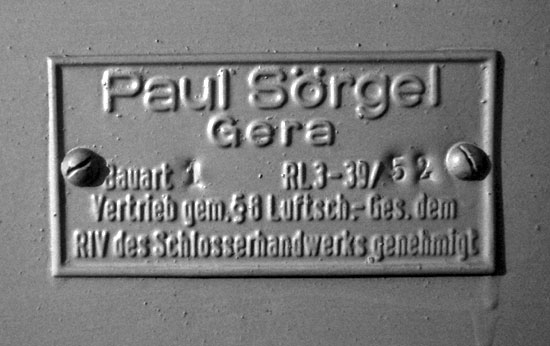 Paul Sörgel
Gera
Bauart 1 RL3-39/52
Vertrieb gem. § 8 Luftsch.-Ges. dem
RIV des Schlosserhandwerks genehmigt